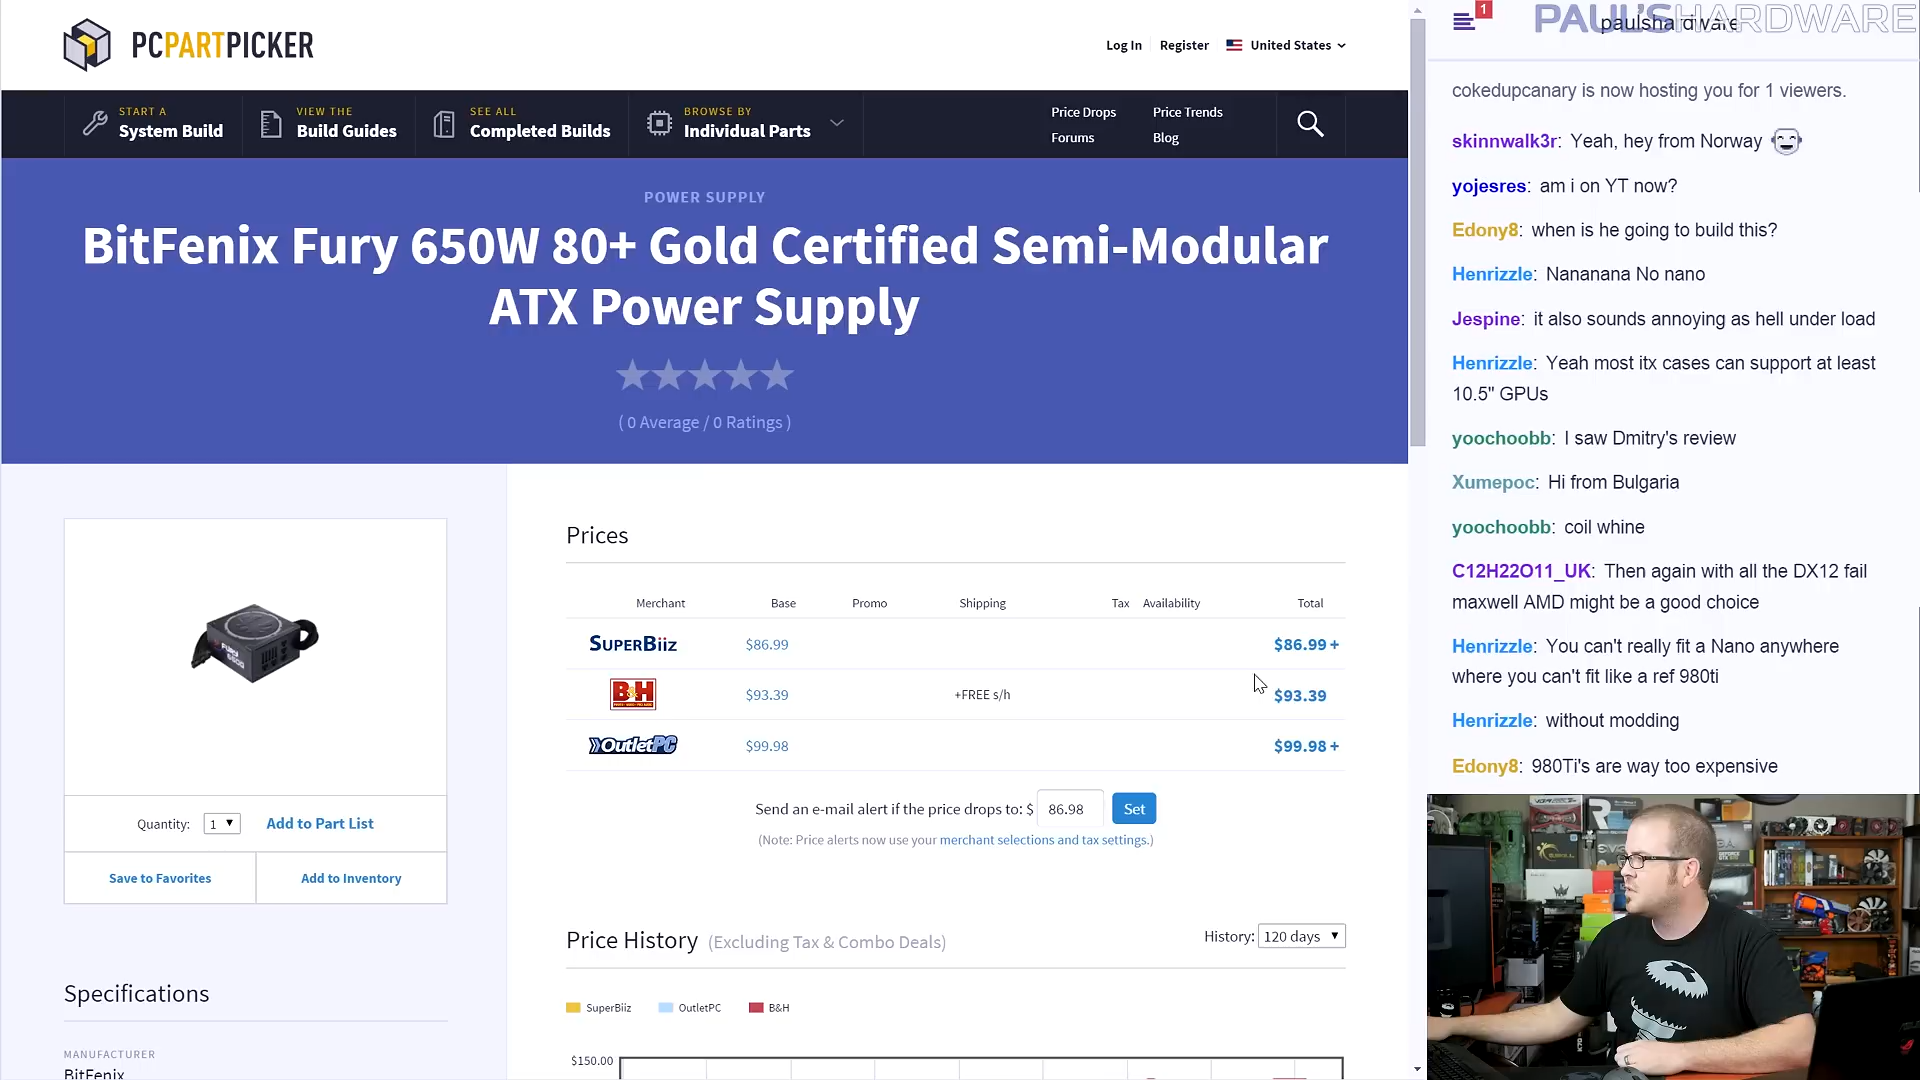 PCPARTPICKER
Log In
Register
United States
START A
System Build
VIEW THE
Build Guides
SEE ALL
Completed Builds
BROWSE BY
Individual Parts
Price Drops
Price Trends
Forums
Blog
POWER SUPPLY
BitFenix Fury 650W 80+ Gold Certified Semi-Modular
ATX Power Supply
( 0 Average / 0 Ratings )
Quantity: 1
Add to Part List
Save to Favorites
Add to Inventory
Specifications
MANUFACTURER
BitFenix
Prices
Merchant Base Promo Shipping Tax Availability Total
SUPERBiiz $86.99 $86.99 +
B&H $93.39 +FREE s/h $93.39
OutletPC $99.98 $99.98 +
Send an e-mail alert if the price drops to: $ 86.98 Set
(Note: Price alerts now use your merchant selections and tax settings.)
Price History (Excluding Tax & Combo Deals)
History: 120 days
SuperBiiz OutletPC B&H
$150.00
1
PAUL'SHARDWARE
paulshardware
cokedupcanary is now hosting you for 1 viewers.
skinnwalk3r: Yeah, hey from Norway
yojesres: am i on YT now?
Edony8: when is he going to build this?
Henrizzle: Nananana No nano
Jespine: it also sounds annoying as hell under load
Henrizzle: Yeah most itx cases can support at least
10.5" GPUs
yoochoobb: I saw Dmitry's review
Xumepoc: Hi from Bulgaria
yoochoobb: coil whine
C12H22O11_UK: Then again with all the DX12 fail
maxwell AMD might be a good choice
Henrizzle: You can't really fit a Nano anywhere
where you can't fit like a ref 980ti
Henrizzle: without modding
Edony8: 980Ti's are way too expensive